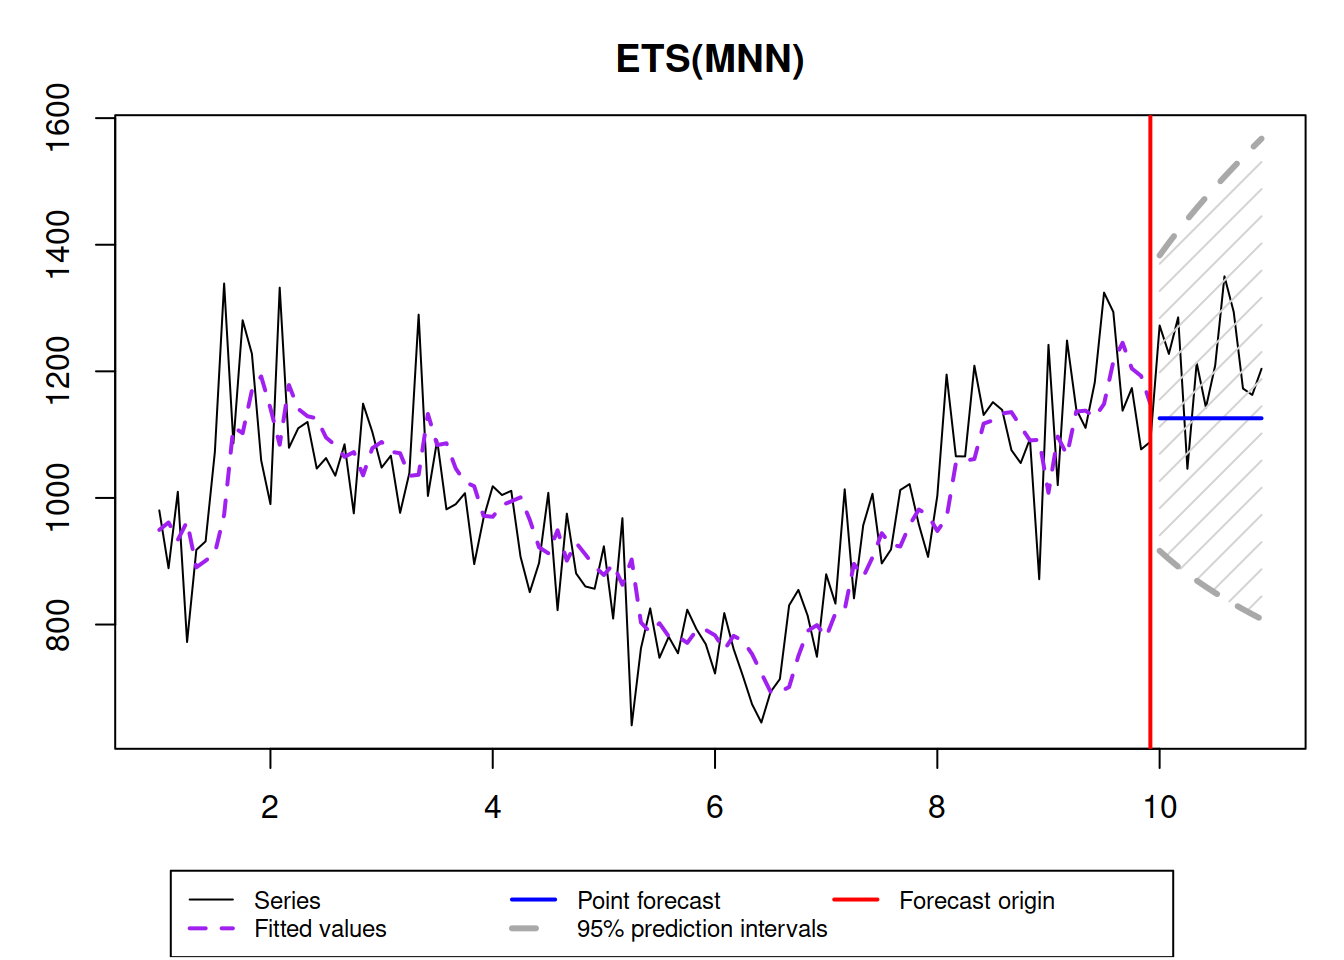 ETS(MNN)
1600
1400
1200
1000
800
2 4 6 8 10
Series Point forecast Forecast origin
Fitted values 95% prediction intervals